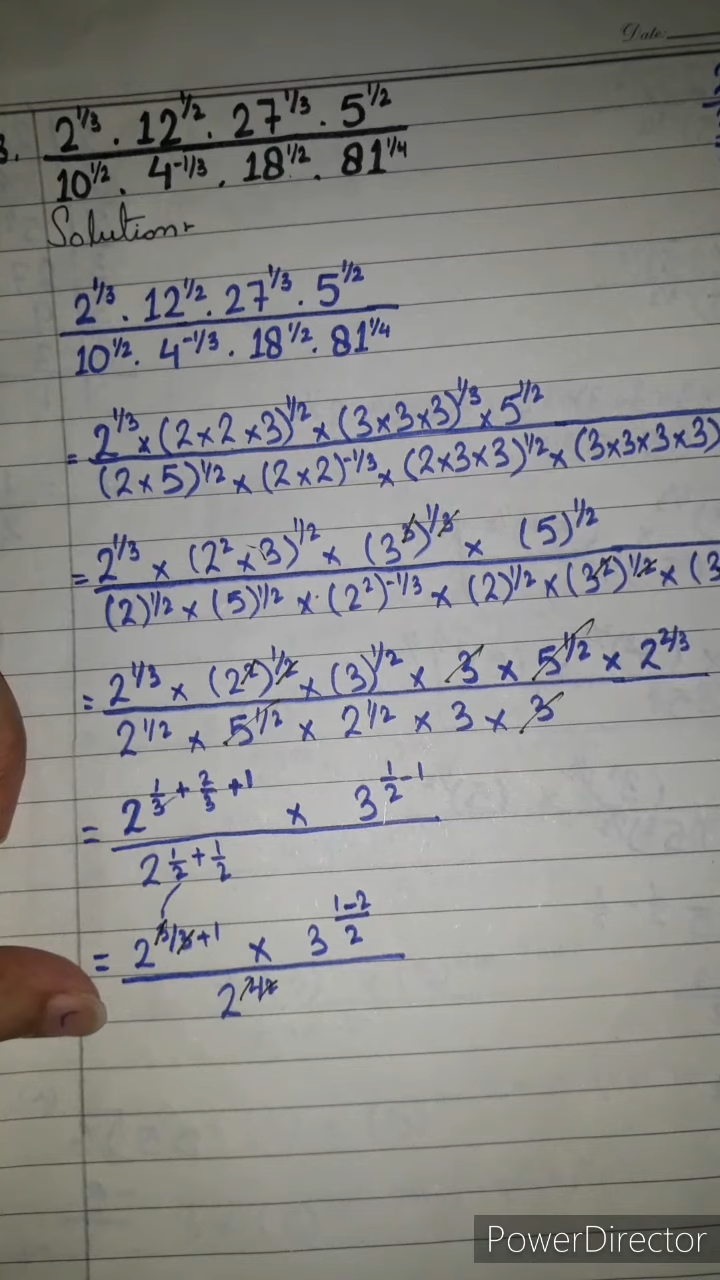 Date:
3. 2^1/3 . 12^1/2 . 27^1/3 . 5^1/2
10^1/2 . 4^-1/3 . 18^1/2 . 81^1/4
Solution:-
2^1/3 . 12^1/2 . 27^1/3 . 5^1/2
10^1/2 . 4^-1/3 . 18^1/2 . 81^1/4
= 2^1/3 × (2×2×3)^1/2 × (3×3×3)^1/3 × 5^1/2
(2×5)^1/2 × (2×2)^-1/3 × (2×3×3)^1/2 × (3×3×3×3)
= 2^1/3 × (2^2 × 3)^1/2 × (3^3)^1/3 × (5)^1/2
(2)^1/2 × (5)^1/2 × (2^2)^-1/3 × (2)^1/2 × (3^2)^1/2 × (3
= 2^1/3 × (2^2)^1/2 × (3)^1/2 × 3 × 5^1/2 × 2^2/3
2^1/2 × 5^1/2 × 2^1/2 × 3 × 3
= 2^1/3+2/3+1 × 3^1/2-1
2^1/2+1/2
= 2^3/3+1 × 3^1-2/2
2^2/2
PowerDirector